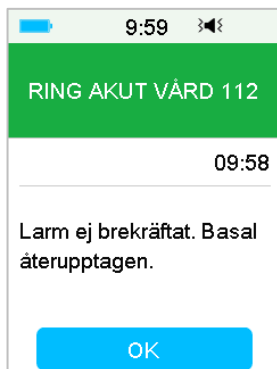 9:59
RING AKUT VÅRD 112
09:58
Larm ej brekräftat. Basal
återupptagen.
OK